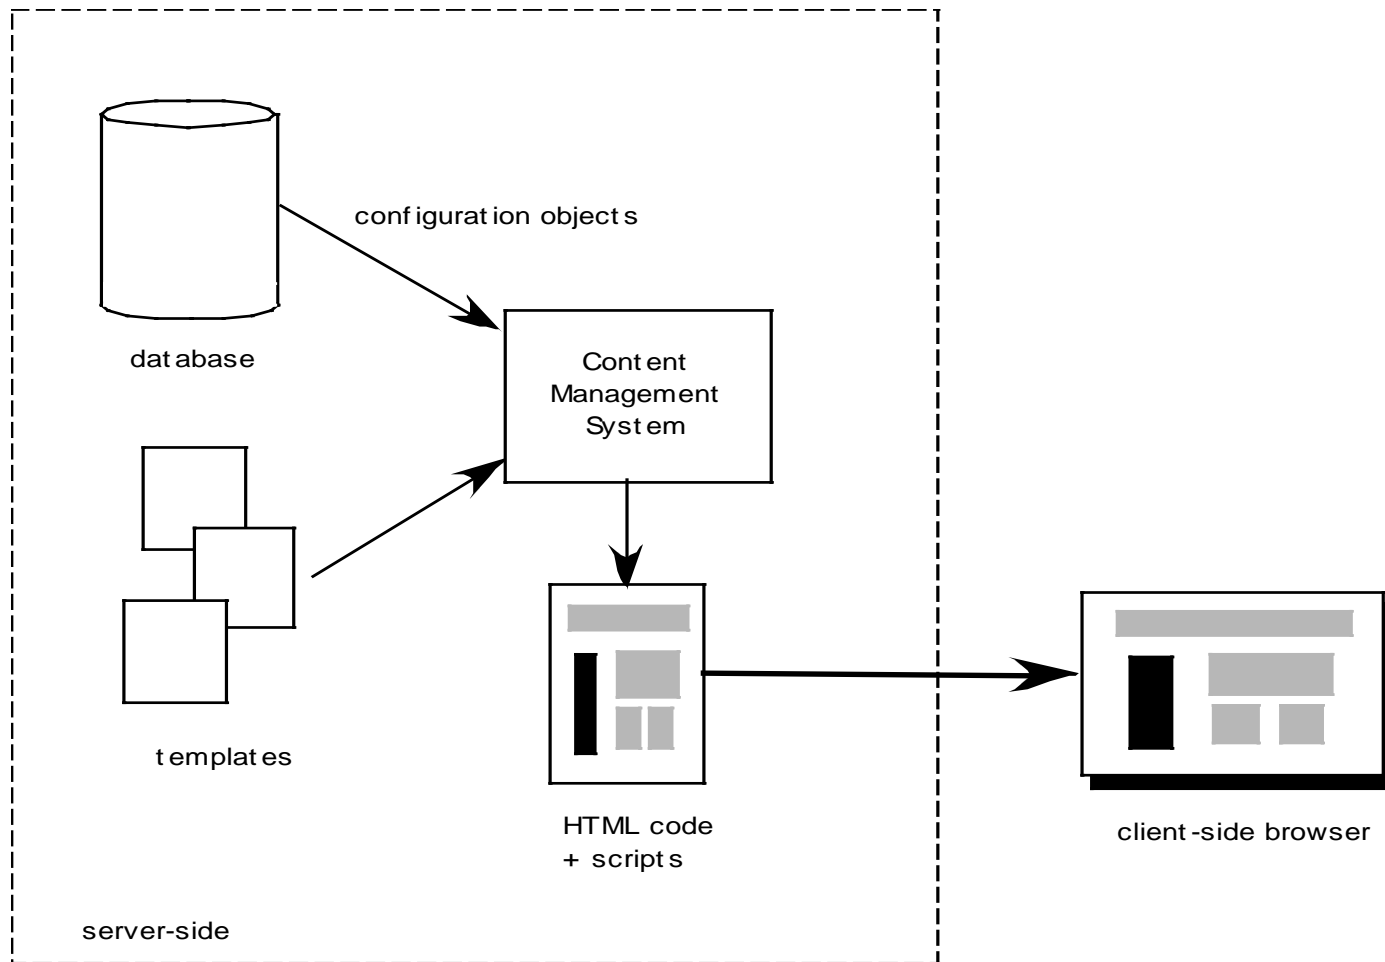 configuration objects
database
Content
Management
System
templates
HTML code
+ scripts
client-side browser
server-side